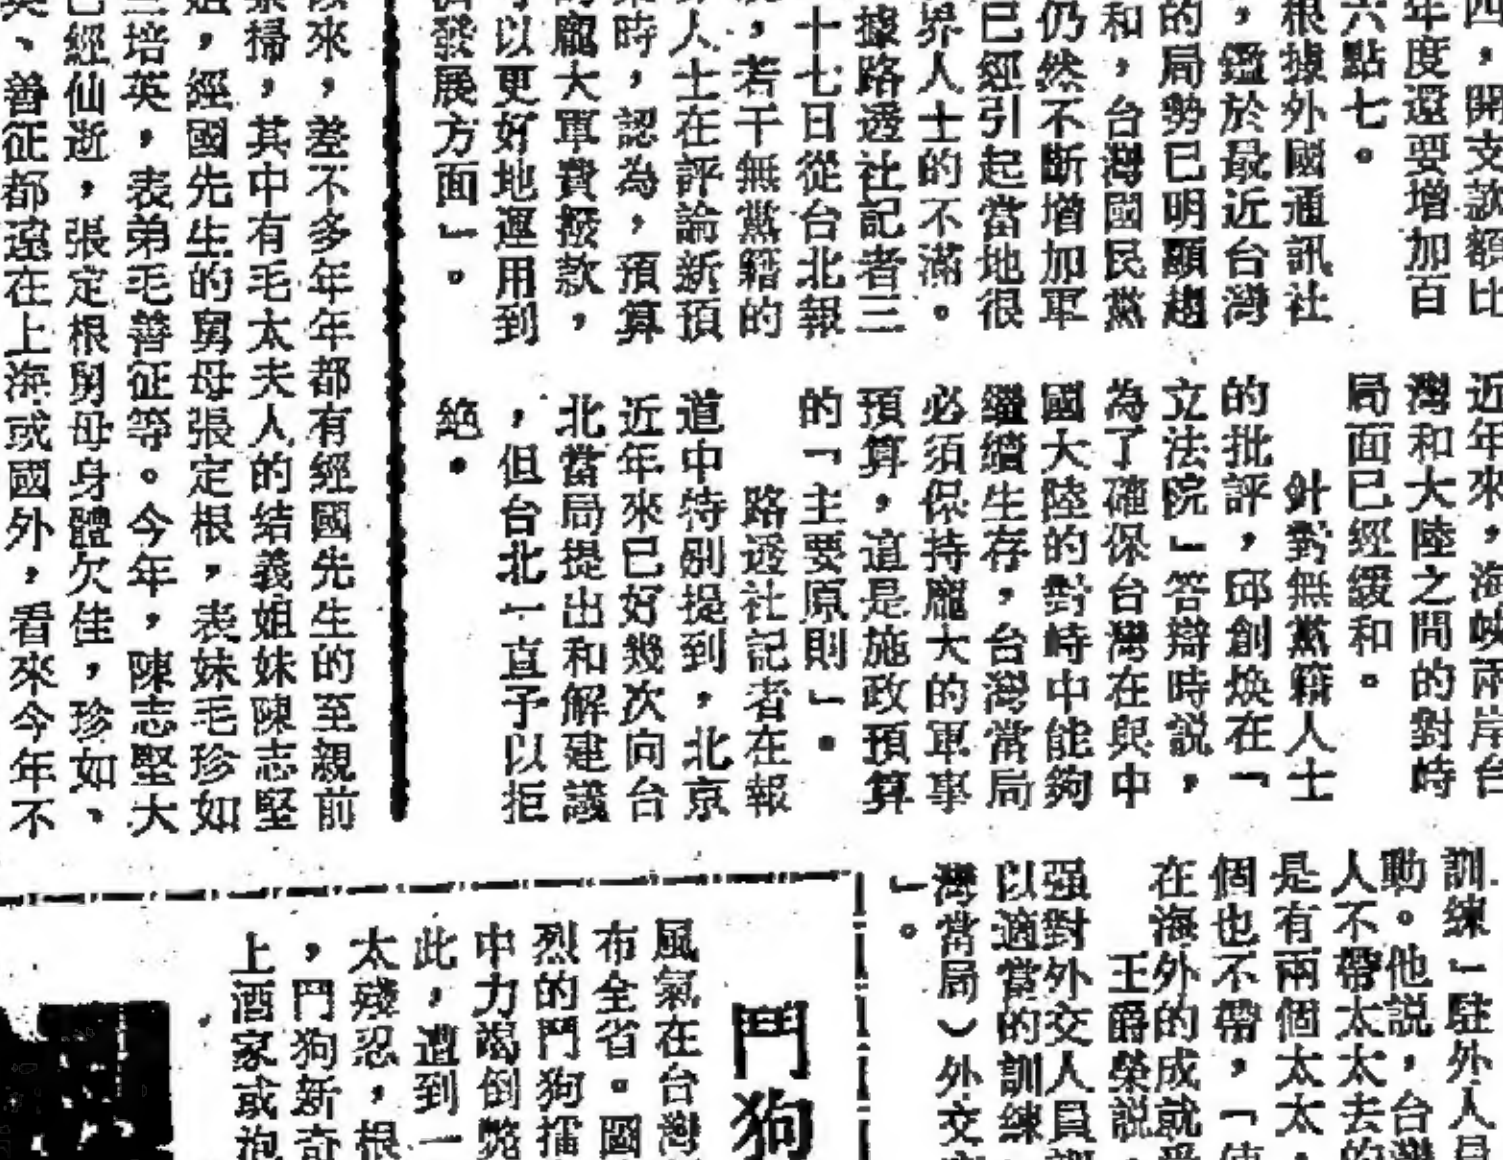 四，開支款額比
年度還要增加百
六點七。
根據外國通訊社
，鑑於最近台灣
的局勢已明顯趨
和，台灣國民黨
仍然不斷增加軍
已經引起當地很
界人士的不滿。
據路透社記者三
十七日從台北報
，若干無黨籍的
人士在評論新預
時，認為，預算
龐大軍費撥款，
以更好地運用到
發展方面」。
近年來，海峽兩岸台
灣和大陸之間的對峙
局面已經緩和。
針對無黨籍人士
的批評，邱創煥在「
立法院」答辯時説，
為了確保台灣在與中
國大陸的對峙中能夠
繼續生存，台灣當局
必須保持龐大的軍事
預算，這是施政預算
的「主要原則」。
路透社記者在報
道中特別提到，北京
近年來已好幾次向台
北當局提出和解建議
，但台北一直予以拒
絶。
來，差不多年年都有經國先生的至親前
掃，其中有毛太夫人的結義姐妹陳志堅
，經國先生的舅母張定根，表妹毛珍如
培英，表弟毛善征等。今年，陳志堅大
已經仙逝，張定根舅母身體欠佳，珍如、
、善征都遠在上海或國外，看來今年不
訓練」駐外人員
動。他説，台灣
人不帶太太去的
是有兩個太太，
個也不帶，「使
在海外的成就受
王爵榮説，
强對外交人員
以適當的訓練
灣當局）外交
」。
鬥狗
風氣在台灣
布全省。國
烈的鬥狗擂
中力竭倒斃
此，遭到一
太殘忍，根
，鬥狗新奇
上酒家或泡